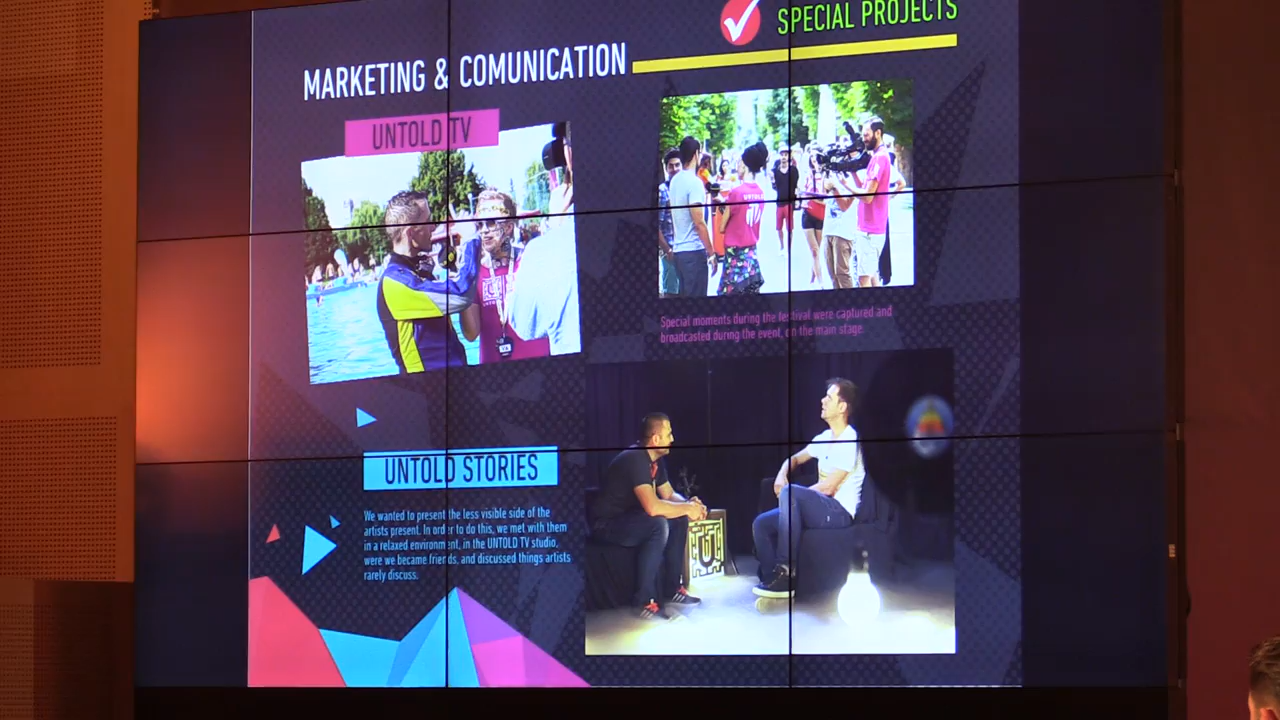 SPECIAL PROJECTS
MARKETING & COMUNICATION
UNTOLD TV
UNTOLD
Special moments during the festival were captured and
broadcasted during the event, on the main stage.
UNTOLD STORIES
We wanted to present the less visible side of the
artists present. In order to do this, we met with them
in a relaxed environment, in the UNTOLD TV studio,
were we became friends, and discussed things artists
rarely discuss.